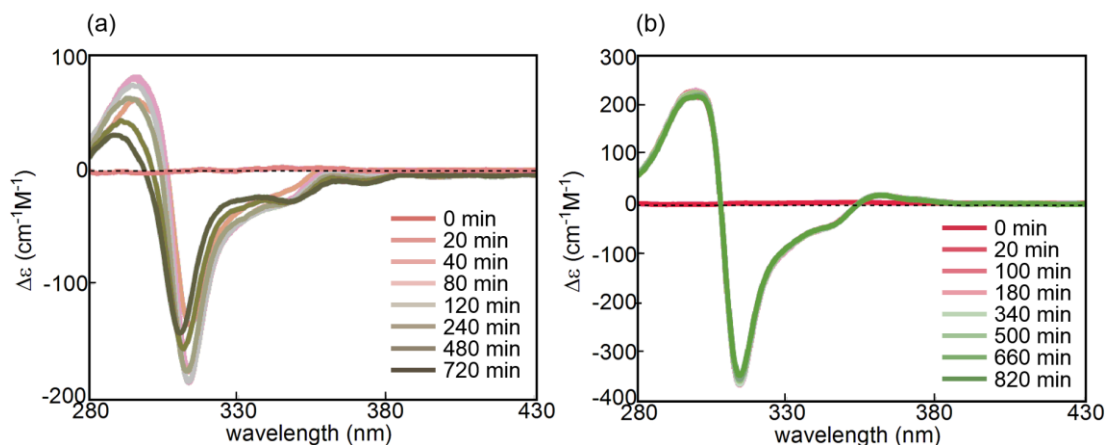 (a)
100
0
-100
-200
Δε (cm⁻¹M⁻¹)
280
330
380
430
wavelength (nm)
0 min
20 min
40 min
80 min
120 min
240 min
480 min
720 min
(b)
300
200
100
0
-100
-200
-300
-400
Δε (cm⁻¹M⁻¹)
280
330
380
430
wavelength (nm)
0 min
20 min
100 min
180 min
340 min
500 min
660 min
820 min